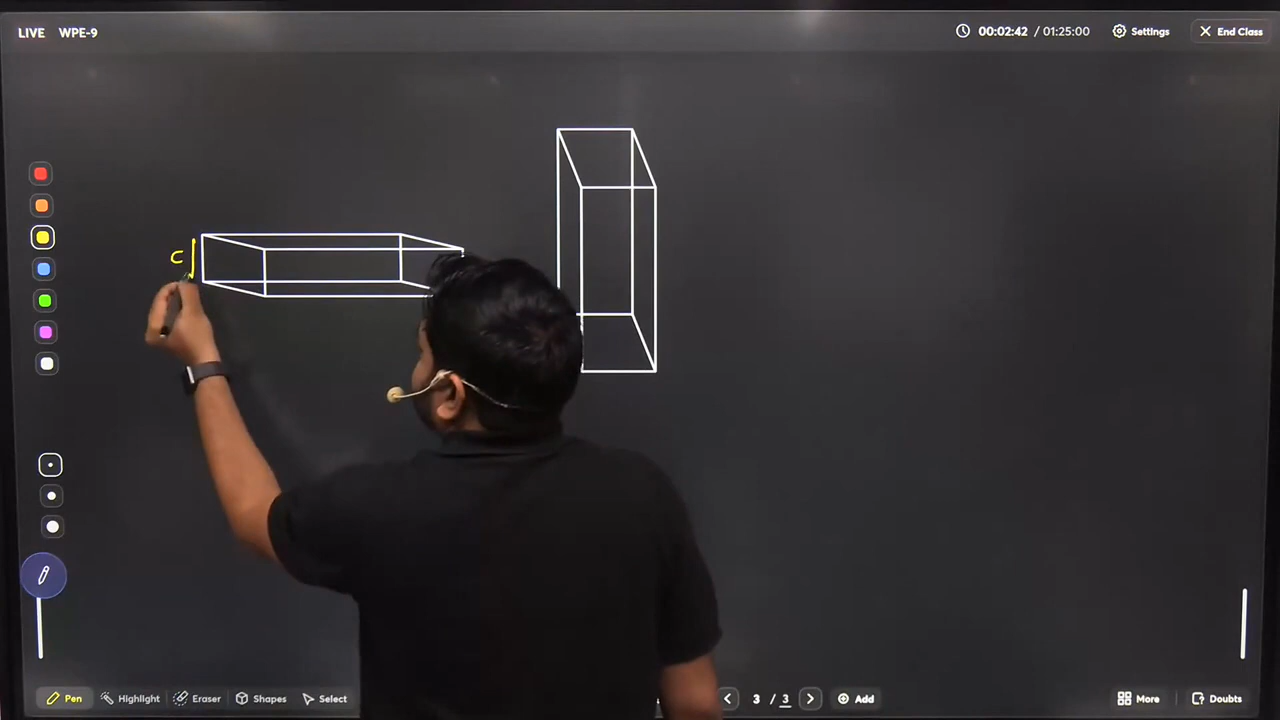 LIVE WPE-9 00:02:42 / 01:25:00 Settings End Class
C
Pen Highlight Eraser Shapes Select 3 / 3 Add More Doubts